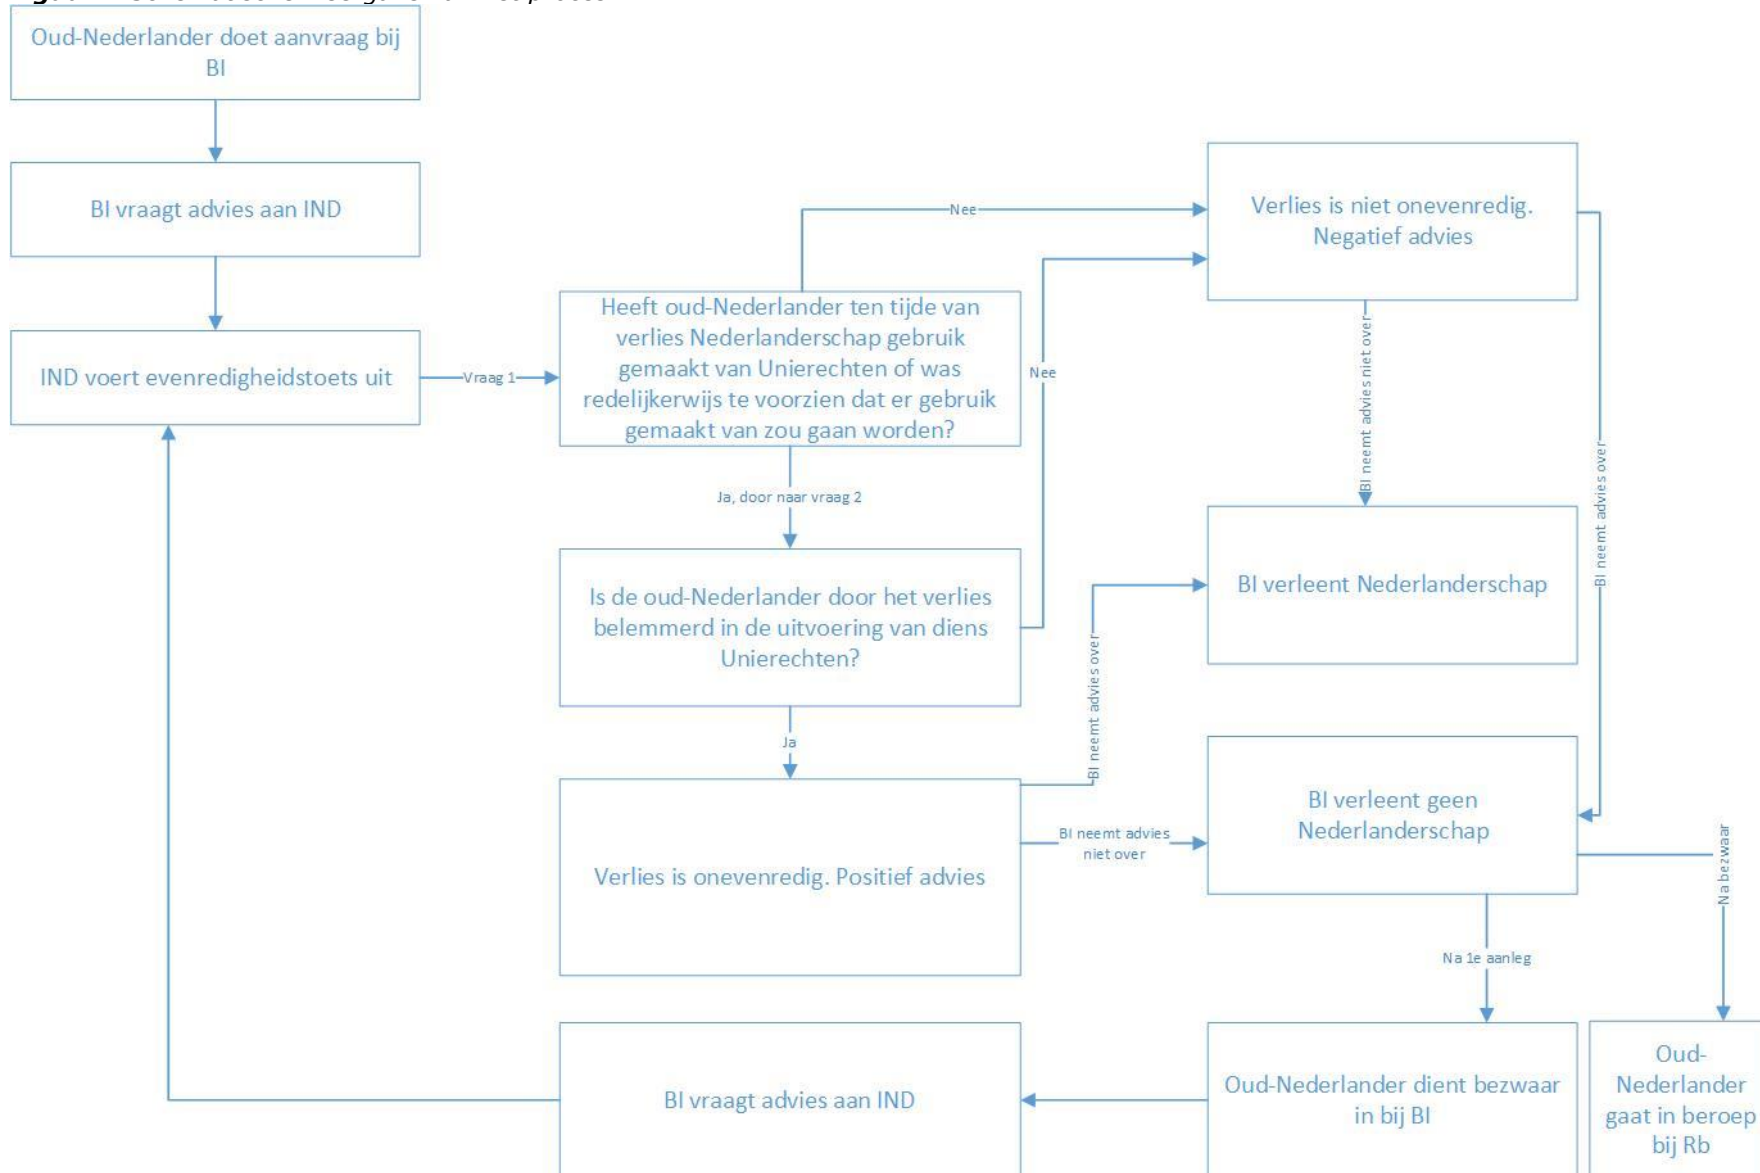 Oud-Nederlander doet aanvraag bij
BI
BI vraagt advies aan IND
IND voert evenredigheidstoets uit
Vraag 1
Heeft oud-Nederlander ten tijde van
verlies Nederlanderschap gebruik
gemaakt van Unierechten of was
redelijkerwijs te voorzien dat er gebruik
gemaakt van zou gaan worden?
Nee
Nee
Ja, door naar vraag 2
Is de oud-Nederlander door het verlies
belemmerd in de uitvoering van diens
Unierechten?
Ja
Verlies is onevenredig. Positief advies
BI neemt advies over
BI neemt advies
niet over
Verlies is niet onevenredig.
Negatief advies
BI neemt advies niet over
BI neemt advies over
BI verleent Nederlanderschap
BI verleent geen
Nederlanderschap
Na 1e aanleg
Na bezwaar
Oud-Nederlander dient bezwaar
in bij BI
BI vraagt advies aan IND
Oud-
Nederlander
gaat in beroep
bij Rb